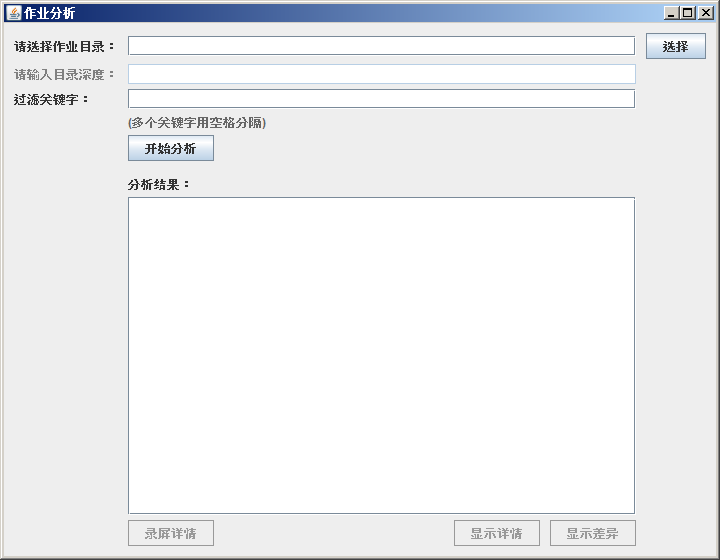 作业分析
请选择作业目录：
选择
请输入目录深度：
过滤关键字：
(多个关键字用空格分隔)
开始分析
分析结果：
录屏详情
显示详情
显示差异